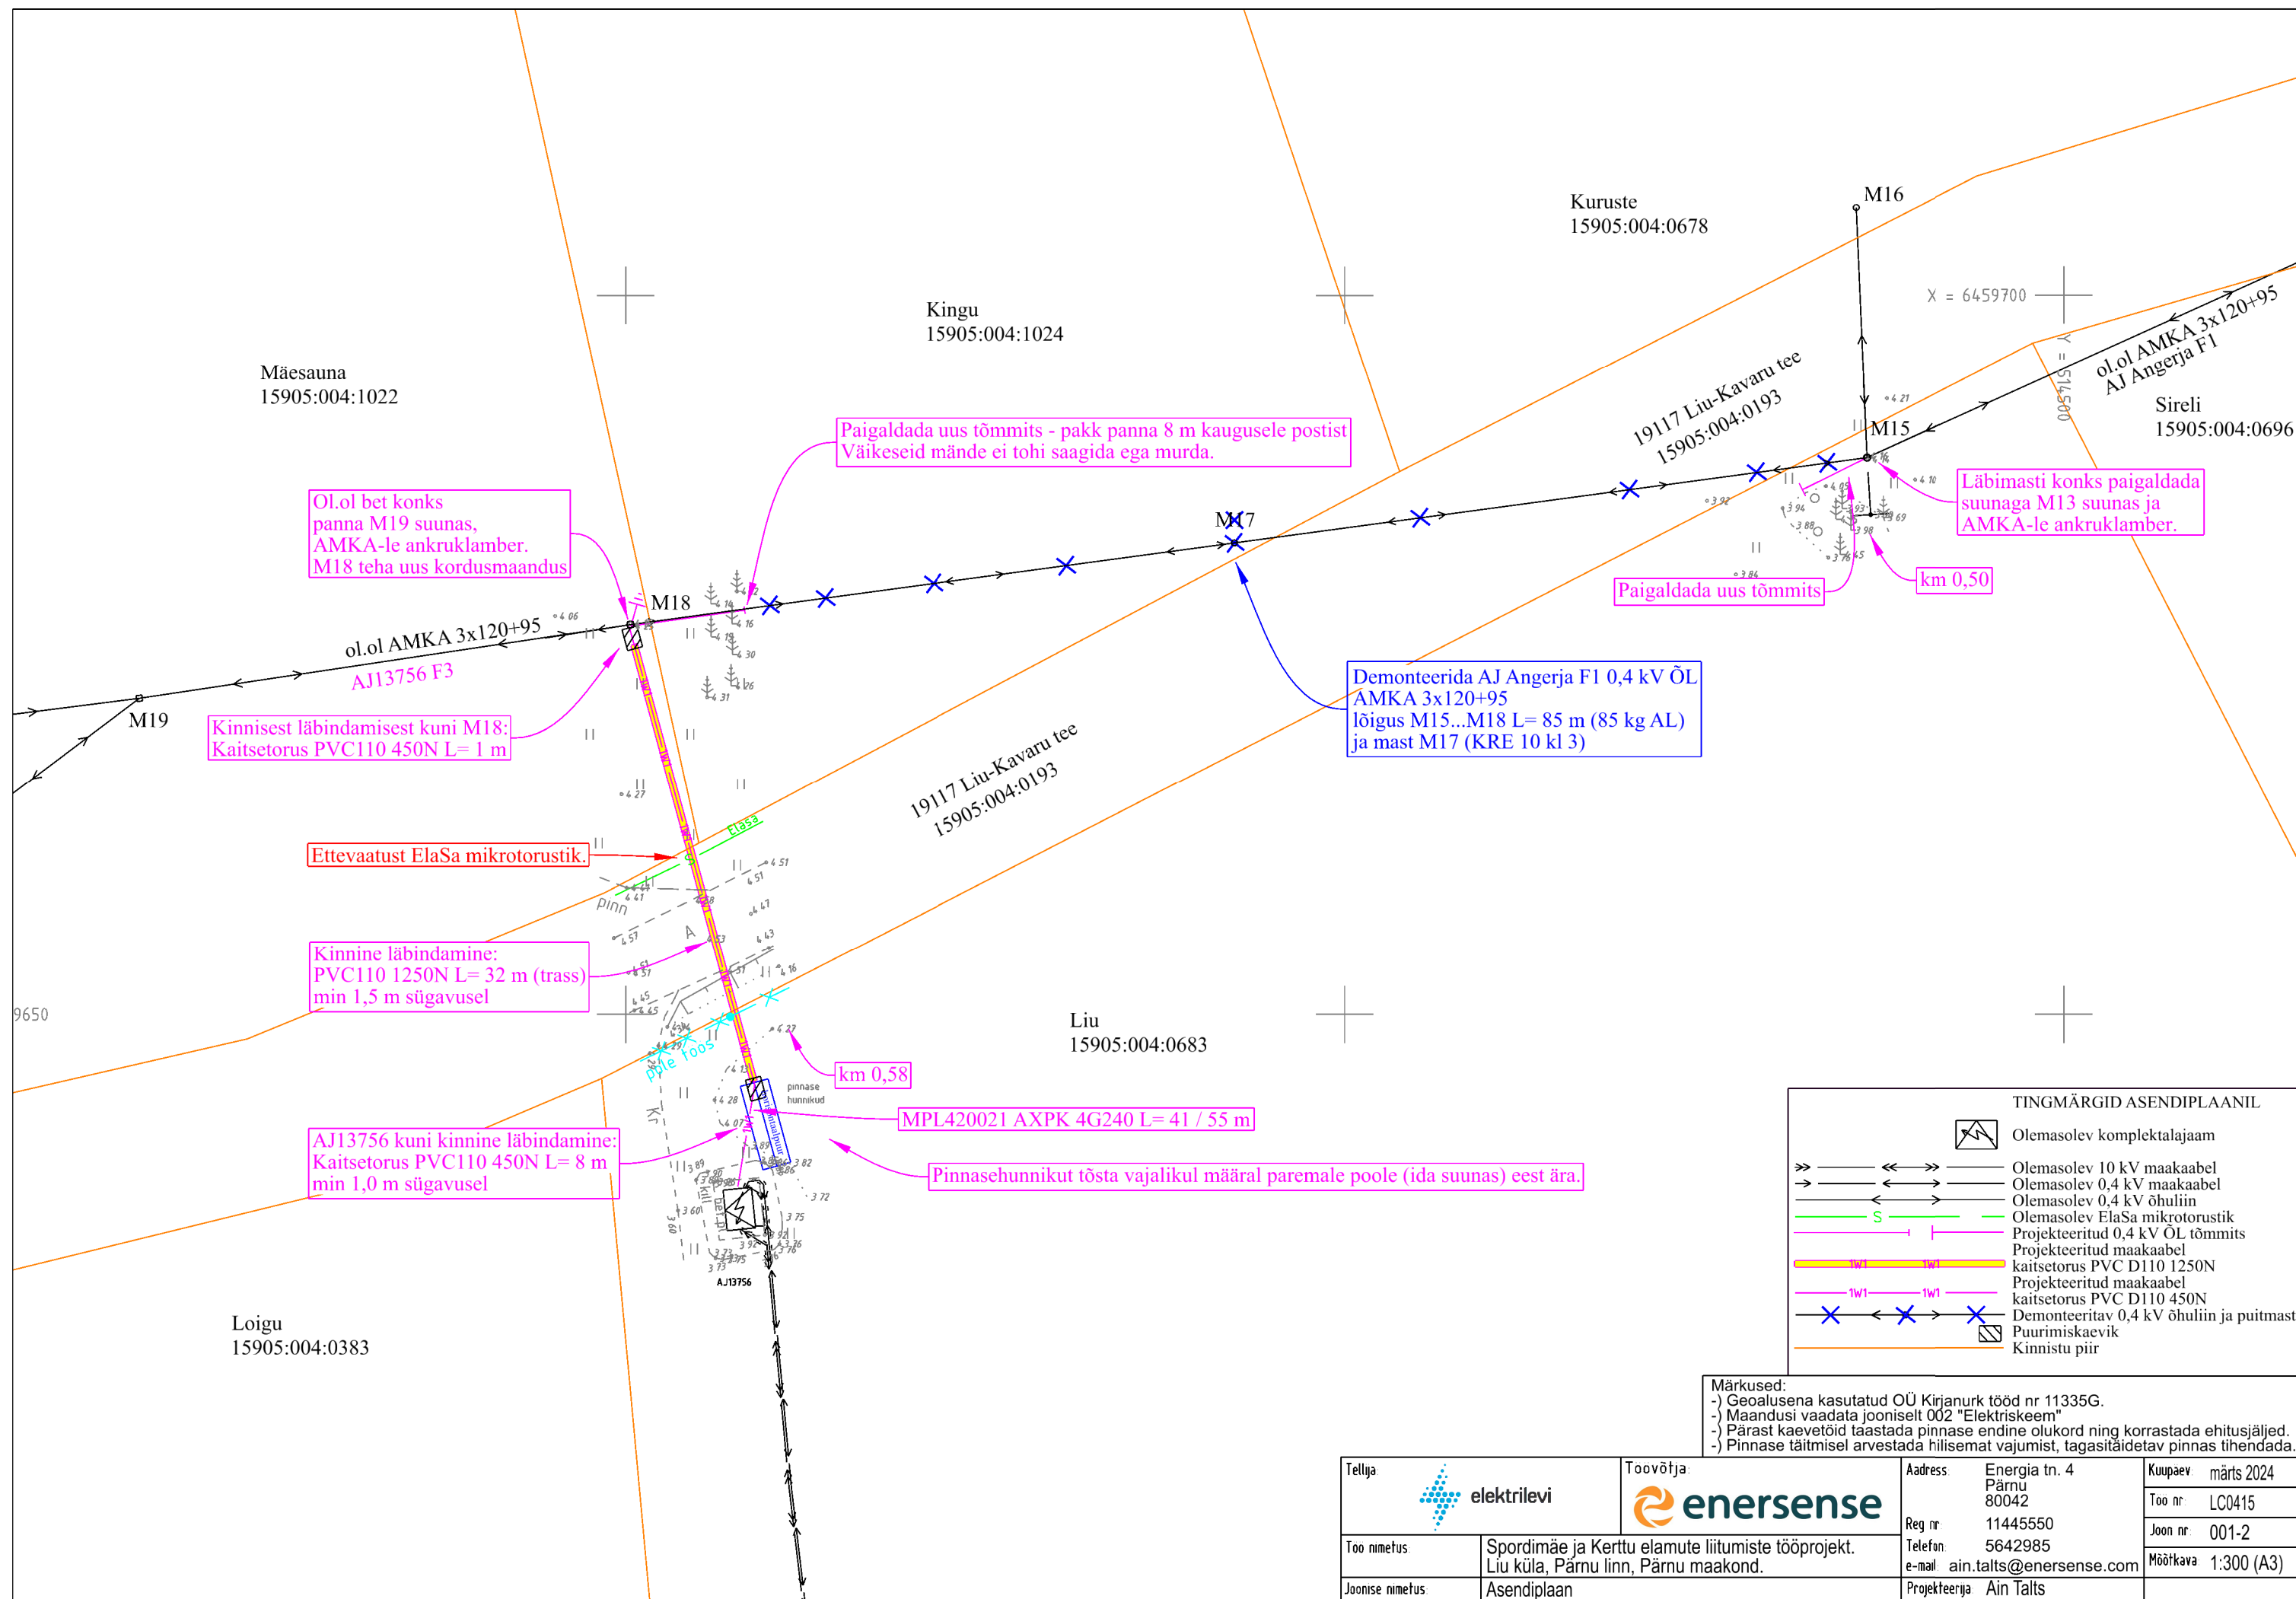 Kuruste
15905:004:0678
M16
X = 6459700
Y = 514500
ol.ol AMKA 3x120+95
AJ Angerja F1
Sireli
15905:004:0696
Kingu
15905:004:1024
Mäesauna
15905:004:1022
19117 Liu-Kavaru tee
15905:004:0193
M15
Paigaldada uus tõmmits - pakk panna 8 m kaugusele postist
Väikeseid mände ei tohi saagida ega murda.
Läbimasti konks paigaldada
suunaga M13 suunas ja
AMKA-le ankruklamber.
Ol.ol bet konks
panna M19 suunas,
AMKA-le ankruklamber.
M18 teha uus kordusmaandus
M17
km 0,50
Paigaldada uus tõmmits
M18
ol.ol AMKA 3x120+95
AJ13756 F3
M19
Demonteerida AJ Angerja F1 0,4 kV ÕL
AMKA 3x120+95
lõigus M15...M18 L= 85 m (85 kg AL)
ja mast M17 (KRE 10 kl 3)
Kinnisest läbindamisest kuni M18:
Kaitsetorus PVC110 450N L= 1 m
19117 Liu-Kavaru tee
15905:004:0193
Elasa
Ettevaatust ElaSa mikrotorustik.
pinn
A
Kinnine läbindamine:
PVC110 1250N L= 32 m (trass)
min 1,5 m sügavusel
9650
Liu
15905:004:0683
pole toos
km 0,58
pinnase
hunnikud
Kr
MPL420021 AXPK 4G240 L= 41 / 55 m
AJ13756 kuni kinnine läbindamine:
Kaitsetorus PVC110 450N L= 8 m
min 1,0 m sügavusel
Pinnasehunnikut tõsta vajalikul määral paremale poole (ida suunas) eest ära.
AJ13756
Loigu
15905:004:0383
TINGMÄRGID ASENDIPLAANIL
Olemasolev komplektalajaam
Olemasolev 10 kV maakaabel
Olemasolev 0,4 kV maakaabel
Olemasolev 0,4 kV õhuliin
S
Olemasolev ElaSa mikrotorustik
Projekteeritud 0,4 kV ÕL tõmmits
Projekteeritud maakaabel
1W1 1W1 kaitsetorus PVC D110 1250N
Projekteeritud maakaabel
1W1 1W1 kaitsetorus PVC D110 450N
Demonteeritav 0,4 kV õhuliin ja puitmast
Puurimiskaevik
Kinnistu piir
Märkused:
-) Geoalusena kasutatud OÜ Kirjanurk tööd nr 11335G.
-) Maandusi vaadata jooniselt 002 "Elektriskeem"
-) Pärast kaevetöid taastada pinnase endine olukord ning korrastada ehitusjäljed.
-) Pinnase täitmisel arvestada hilisemat vajumist, tagasitäidetav pinnas tihendada.
Tellija:
elektrilevi
Toovõtja:
enersense
Aadress: Energia tn. 4
Pärnu
80042
Reg nr: 11445550
Telefon: 5642985
e-mail: ain.talts@enersense.com
Projekteerija: Ain Talts
Kuupäev: märts 2024
Too nr: LC0415
Joon nr: 001-2
Mõõtkava: 1:300 (A3)
Too nimetus:
Spordimäe ja Kerttu elamute liitumiste tööprojekt.
Liu küla, Pärnu linn, Pärnu maakond.
Joonise nimetus:
Asendiplaan